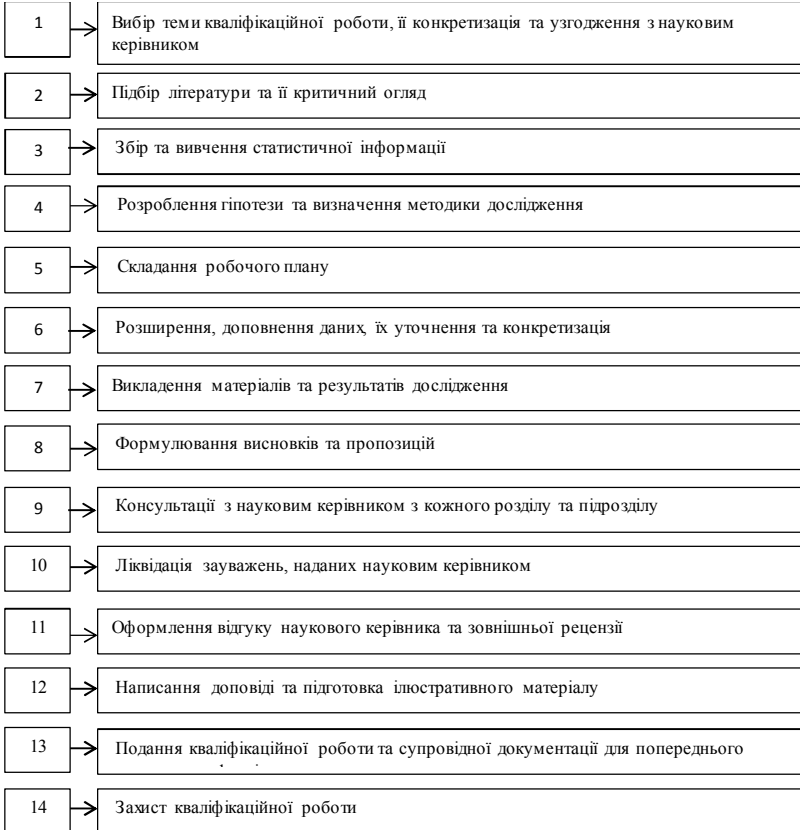 1 Вибір теми кваліфікаційної роботи, її конкретизація та узгодження з науковим
керівником
2 Підбір літератури та її критичний огляд
3 Збір та вивчення статистичної інформації
4 Розроблення гіпотези та визначення методики дослідження
5 Складання робочого плану
6 Розширення, доповнення даних, їх уточнення та конкретизація
7 Викладення матеріалів та результатів дослідження
8 Формулювання висновків та пропозицій
9 Консультації з науковим керівником з кожного розділу та підрозділу
10 Ліквідація зауважень, наданих науковим керівником
11 Оформлення відгуку наукового керівника та зовнішньої рецензії
12 Написання доповіді та підготовка ілюстративного матеріалу
13 Подання кваліфікаційної роботи та супровідної документації для попереднього
14 Захист кваліфікаційної роботи